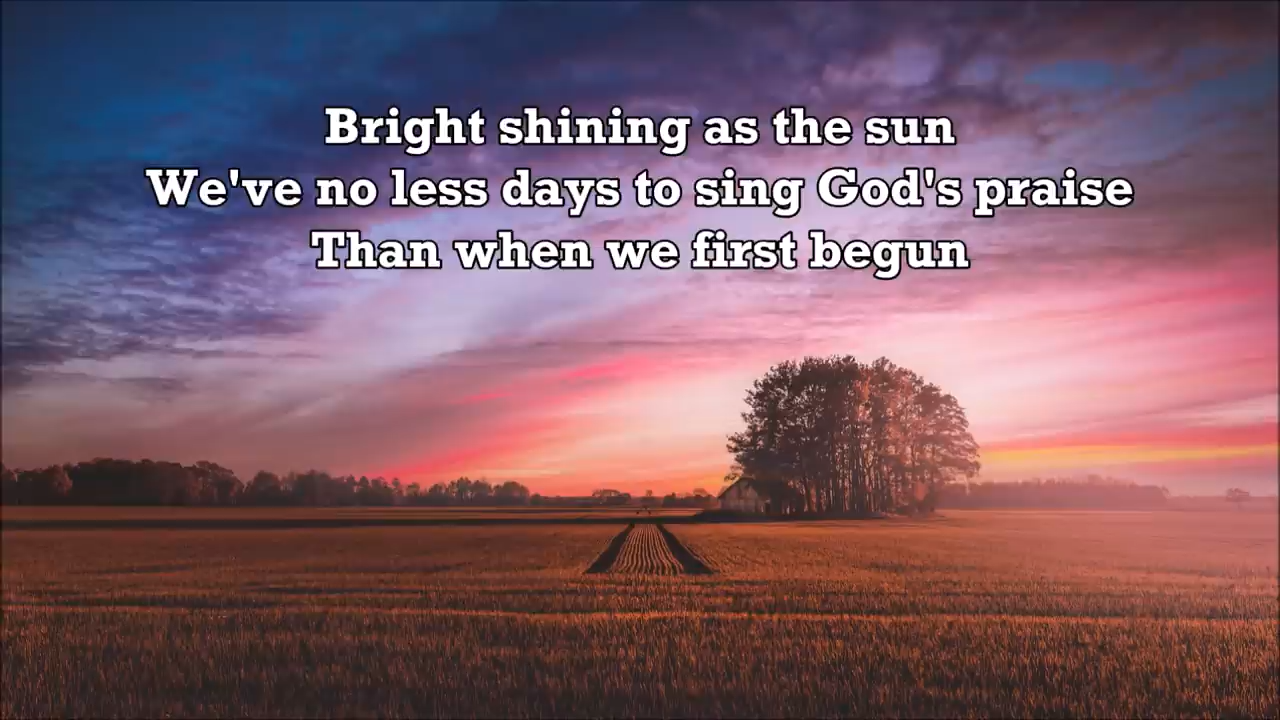 Bright shining as the sun
We've no less days to sing God's praise
Than when we first begun